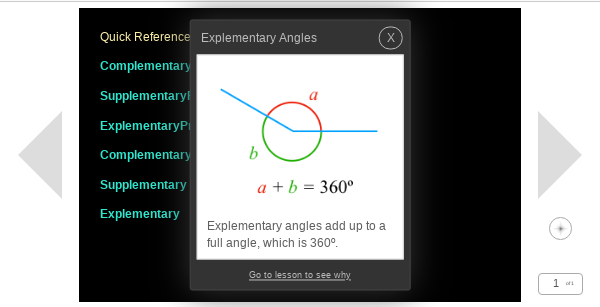 Quick Reference
Explementary Angles
X
Complementary
Supplementary
ExplementaryP
Complementary
Supplementary
Explementary
a
b
a + b = 360º
Explementary angles add up to a
full angle, which is 360º.
Go to lesson to see why
1 of 1